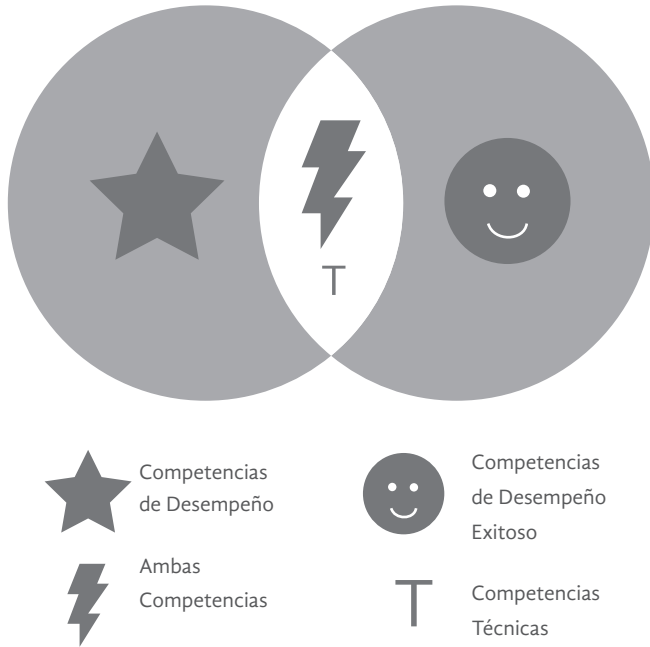 T
Competencias
de Desempeño
Competencias
de Desempeño
Exitoso
Ambas
Competencias
T
Competencias
Técnicas